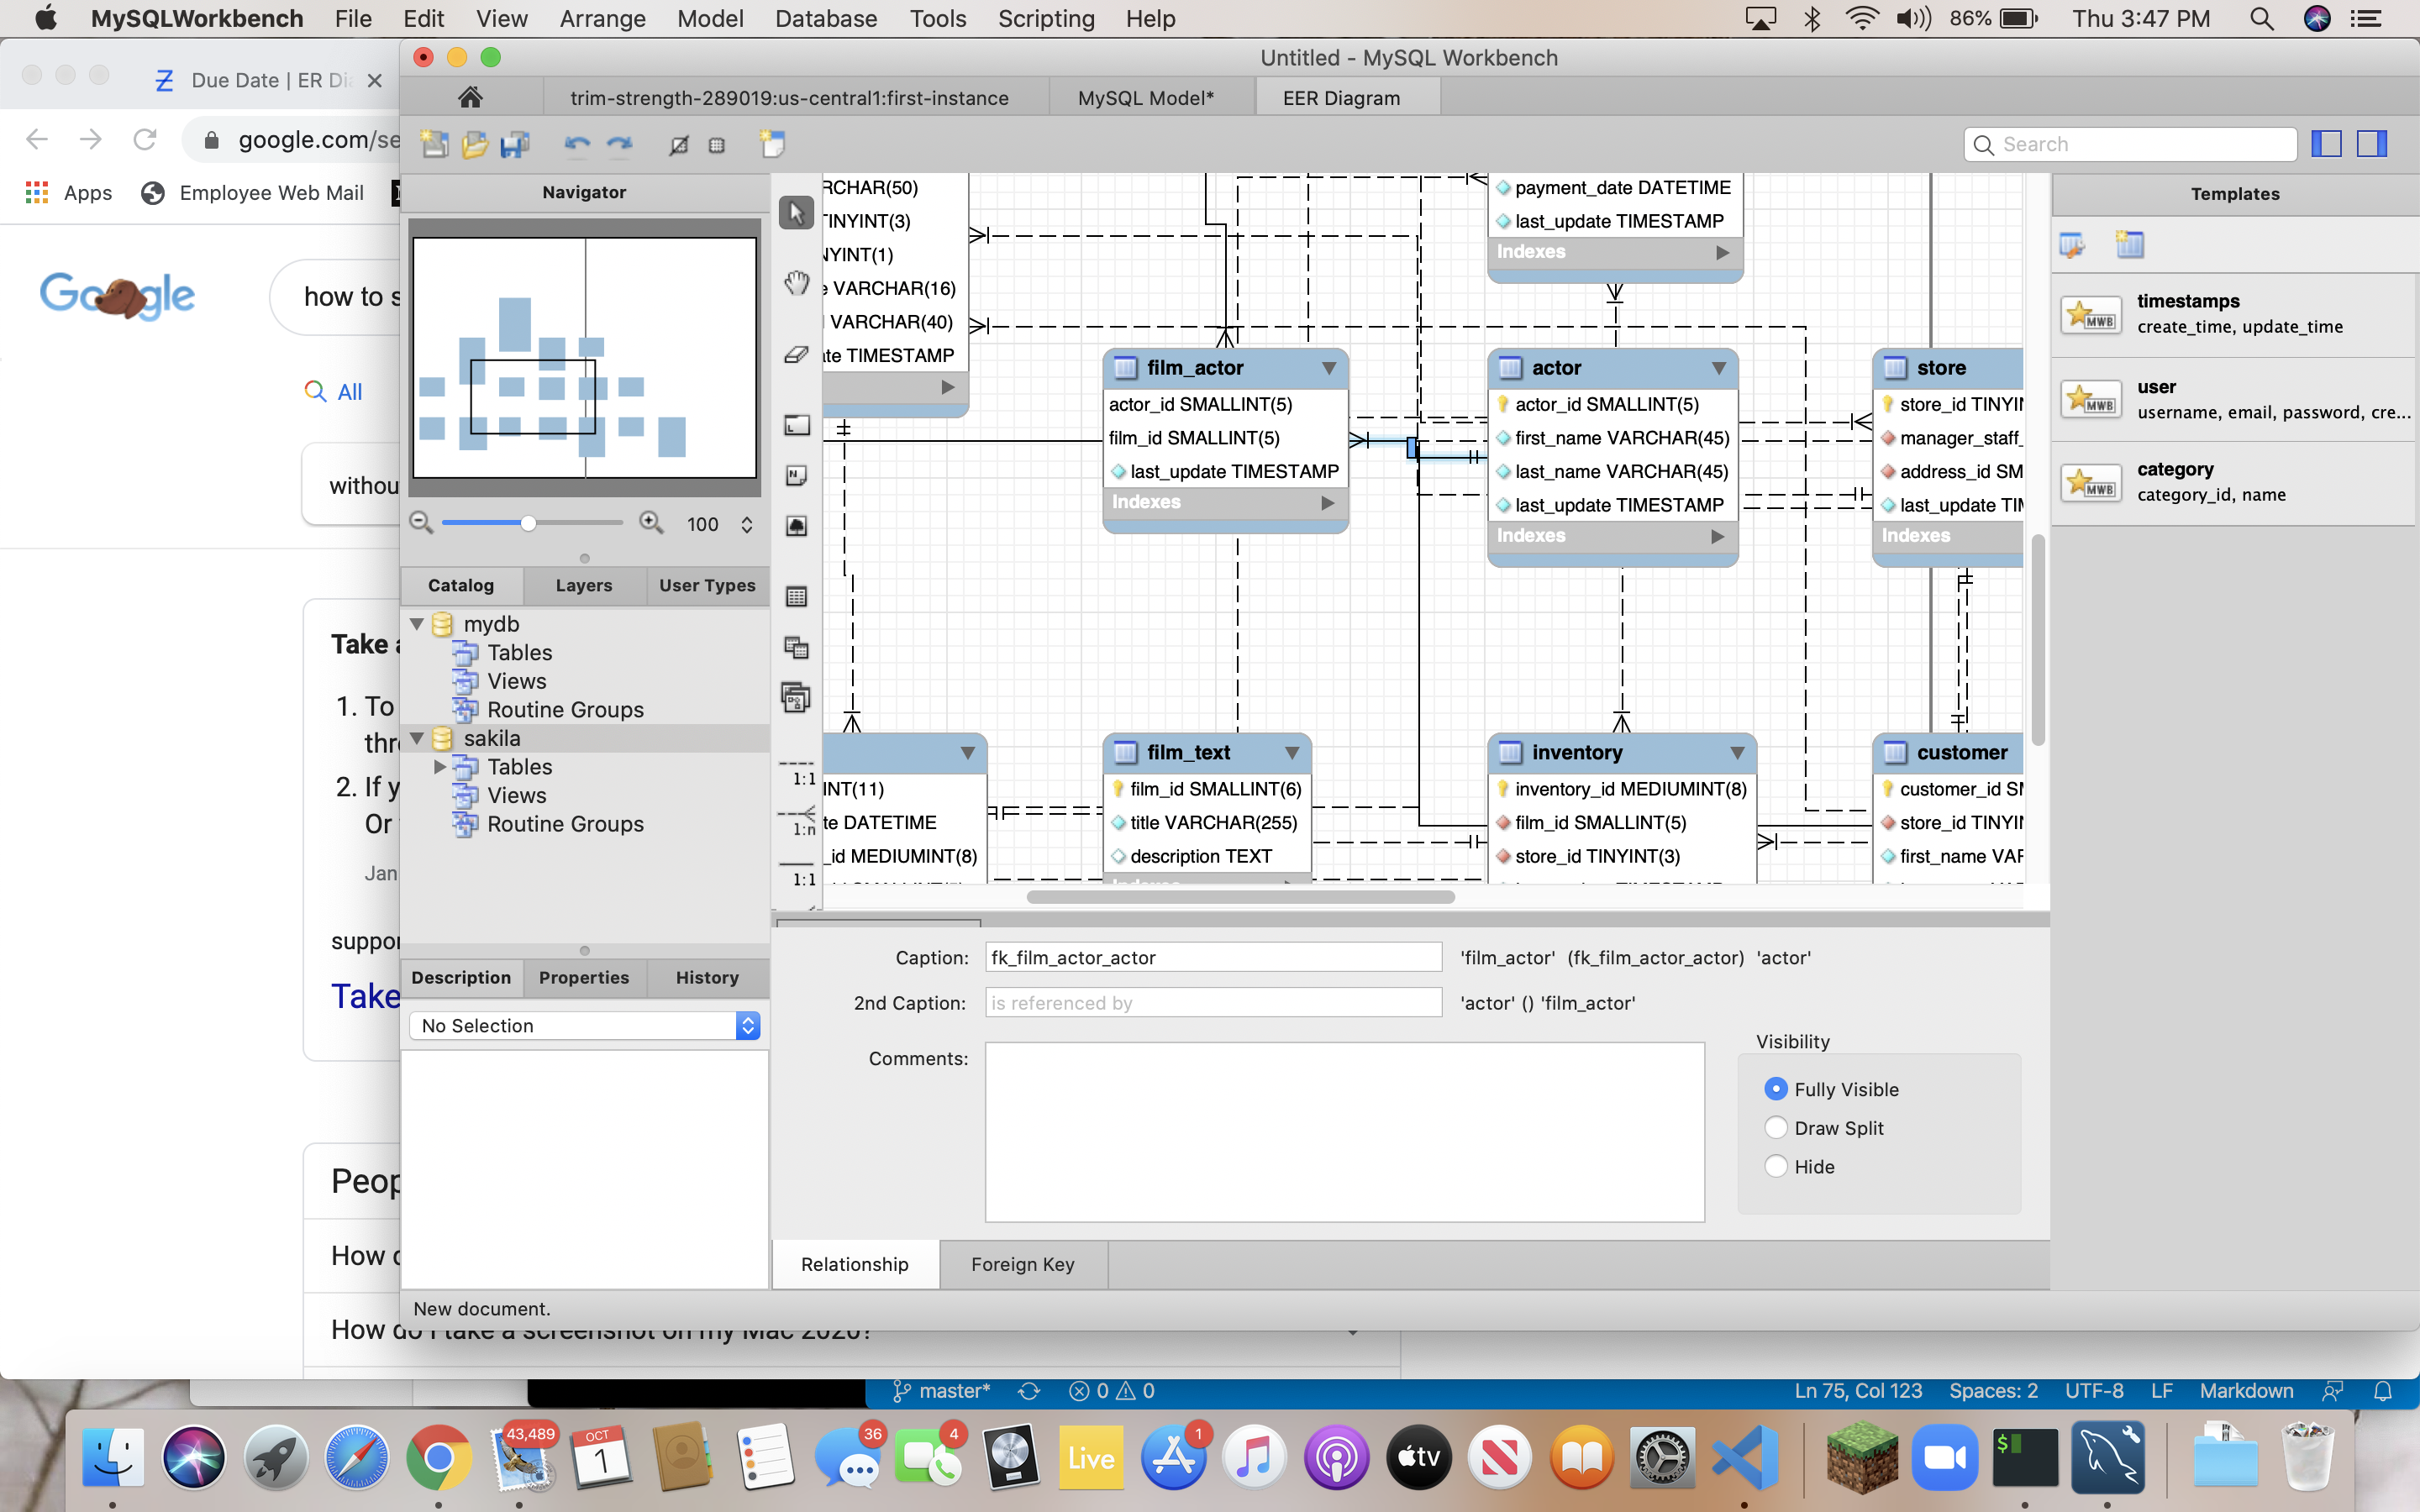 MySQLWorkbench File Edit View Arrange Model Database Tools Scripting Help 86% Thu 3:47 PM
Untitled - MySQL Workbench
Due Date | ER Di
trim-strength-289019:us-central1:first-instance MySQL Model* EER Diagram
google.com/se
Search
Apps Employee Web Mail
Navigator
Templates
Google
how to s
All
withou
Take a
1. To
thr
2. If y
Or
Jan
suppor
Take
Peop
How d
How do I take a screenshot on my Mac 2020?
100
Catalog Layers User Types
mydb
Tables
Views
Routine Groups
sakila
Tables
Views
Routine Groups
Description Properties History
No Selection
New document.
1:1
1:n
1:1
RCHAR(50)
TINYINT(3)
NYINT(1)
VARCHAR(16)
VARCHAR(40)
te TIMESTAMP
payment_date DATETIME
last_update TIMESTAMP
Indexes
film_actor
actor_id SMALLINT(5)
film_id SMALLINT(5)
last_update TIMESTAMP
Indexes
actor
actor_id SMALLINT(5)
first_name VARCHAR(45)
last_name VARCHAR(45)
last_update TIMESTAMP
Indexes
store
store_id TINYI
manager_staff_
address_id SM
last_update TI
Indexes
INT(11)
te DATETIME
_id MEDIUMINT(8)
film_text
film_id SMALLINT(6)
title VARCHAR(255)
description TEXT
inventory
inventory_id MEDIUMINT(8)
film_id SMALLINT(5)
store_id TINYINT(3)
customer
customer_id S
store_id TINYI
first_name VAR
timestamps
create_time, update_time
user
username, email, password, cre...
category
category_id, name
MWB
MWB
MWB
Caption: fk_film_actor_actor 'film_actor' (fk_film_actor_actor) 'actor'
2nd Caption: is referenced by 'actor' () 'film_actor'
Comments:
Visibility
Fully Visible
Draw Split
Hide
Relationship Foreign Key
master* 0 0 Ln 75, Col 123 Spaces: 2 UTF-8 LF Markdown
43,489
OCT
1
36
4
Live
1
tv
$